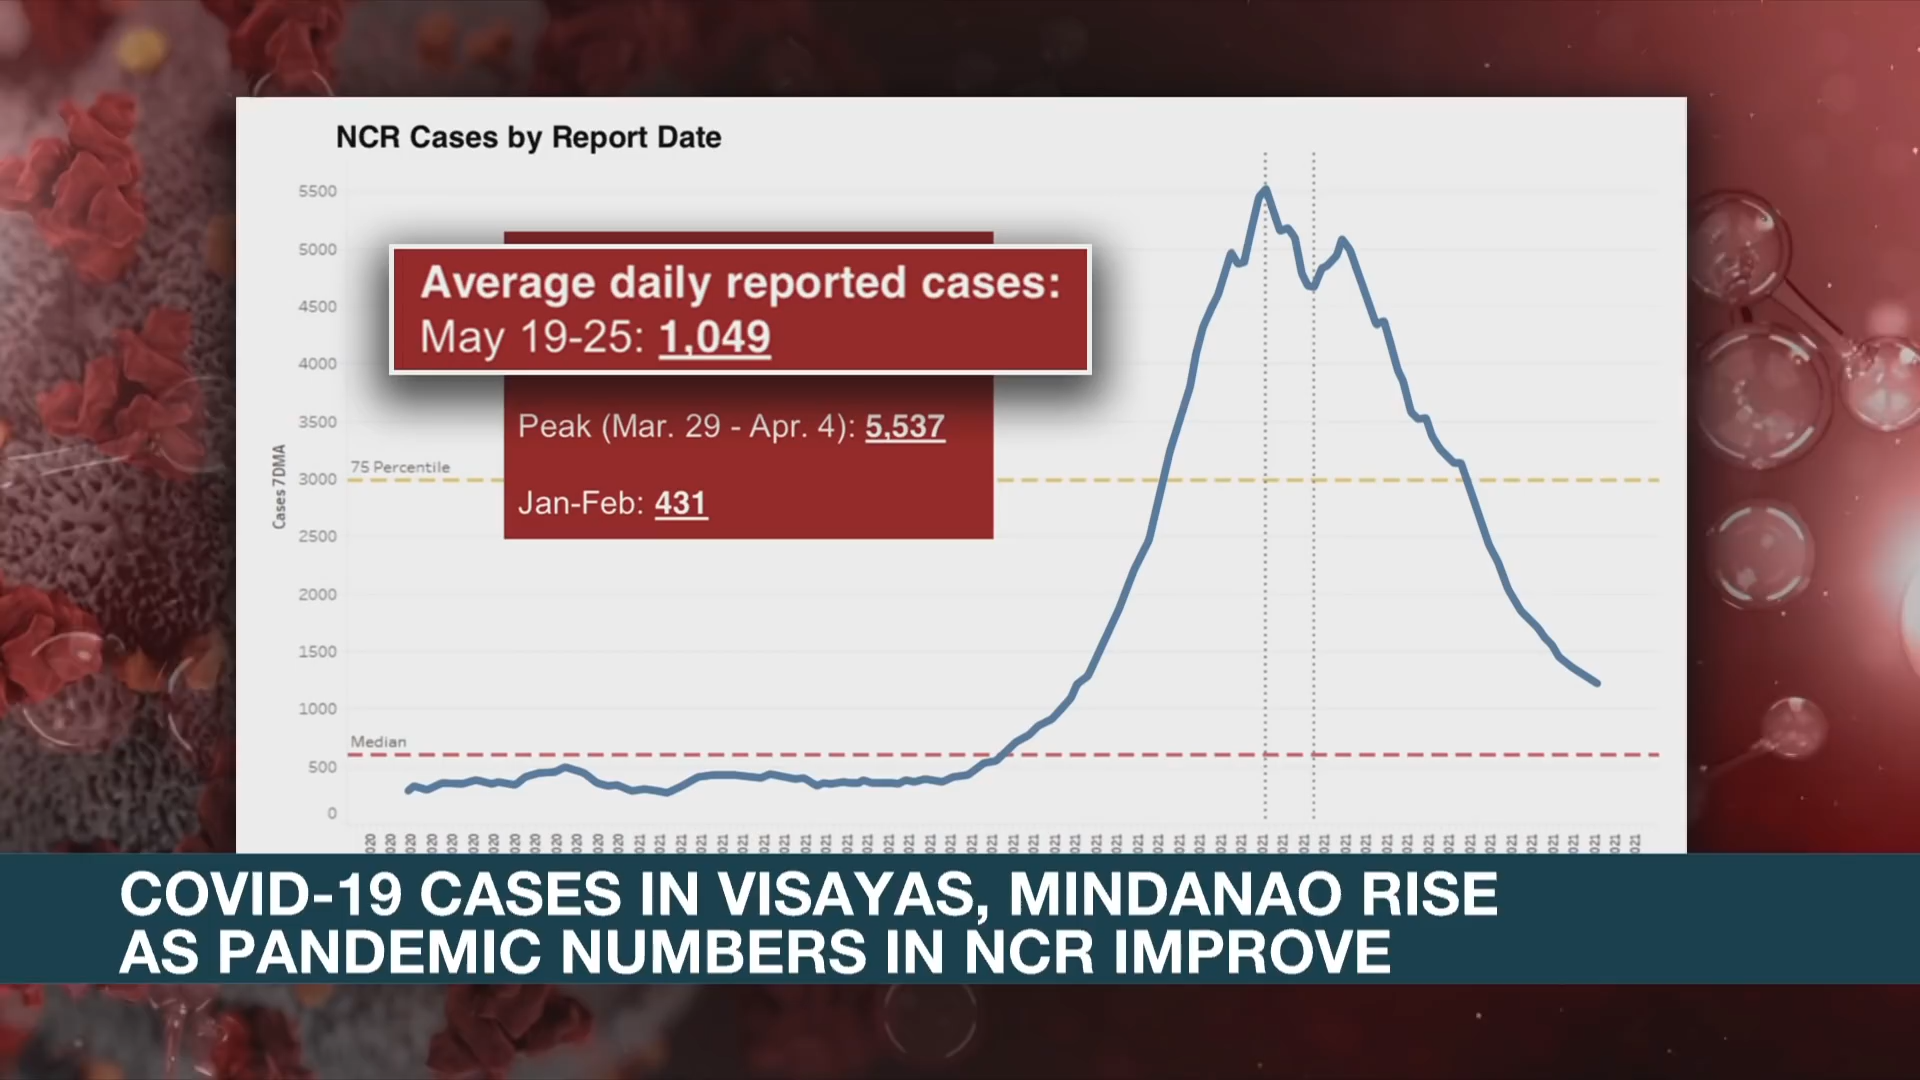 NCR Cases by Report Date
5500
5000
4500
4000
3500
3000
2500
2000
1500
1000
500
0
Cases 7DMA
75 Percentile
Median
Average daily reported cases:
May 19-25: 1,049
Peak (Mar. 29 - Apr. 4): 5,537
Jan-Feb: 431
COVID-19 CASES IN VISAYAS, MINDANAO RISE
AS PANDEMIC NUMBERS IN NCR IMPROVE